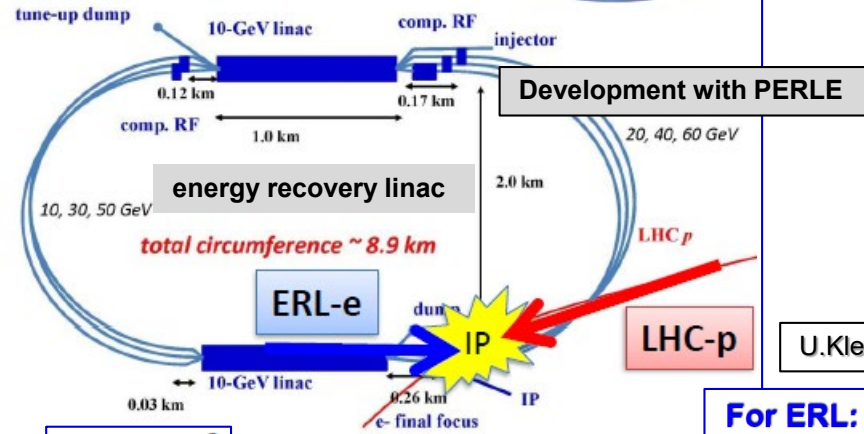 tune-up dump
10-GeV linac
comp. RF
injector
0.12 km
0.17 km
Development with PERLE
comp. RF
1.0 km
20, 40, 60 GeV
energy recovery linac
2.0 km
10, 30, 50 GeV
total circumference ~ 8.9 km
LHC p
ERL-e
dump
IP
LHC-p
U.Kle
10-GeV linac
0.03 km
0.26 km
IP
e- final focus
For ERL: